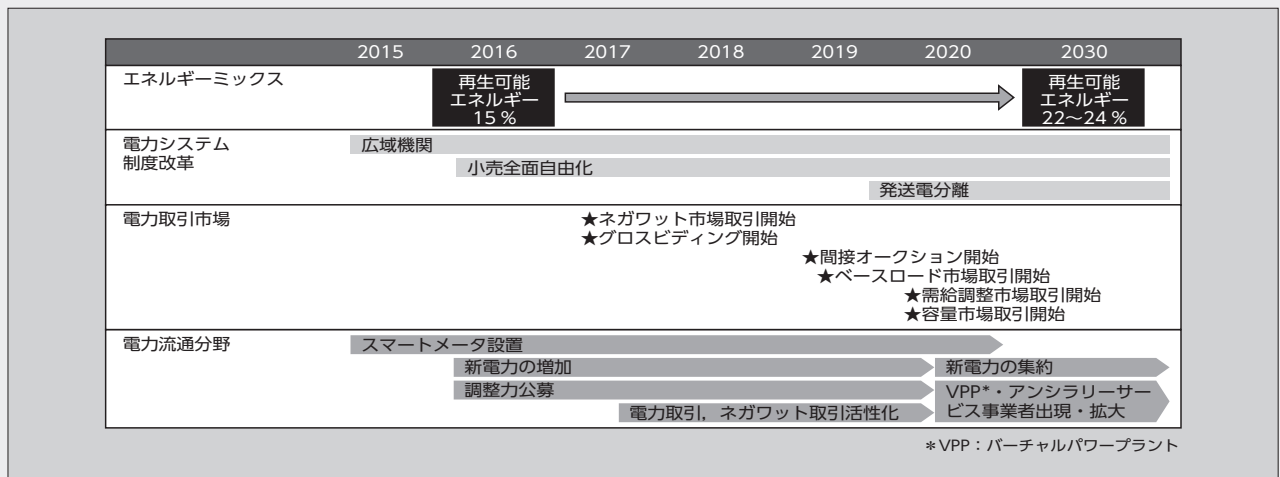 2015 2016 2017 2018 2019 2020 2030
エネルギーミックス
再生可能
エネルギー
15 %
再生可能
エネルギー
22～24 %
電力システム
制度改革
広域機関
小売全面自由化
発送電分離
電力取引市場
★ネガワット市場取引開始
★グロスビディング開始
★間接オークション開始
★ベースロード市場取引開始
★需給調整市場取引開始
★容量市場取引開始
電力流通分野
スマートメータ設置
新電力の増加
新電力の集約
調整力公募
VPP*・アンシラリーサー
ビス事業者出現・拡大
電力取引，ネガワット取引活性化
*VPP：バーチャルパワープラント